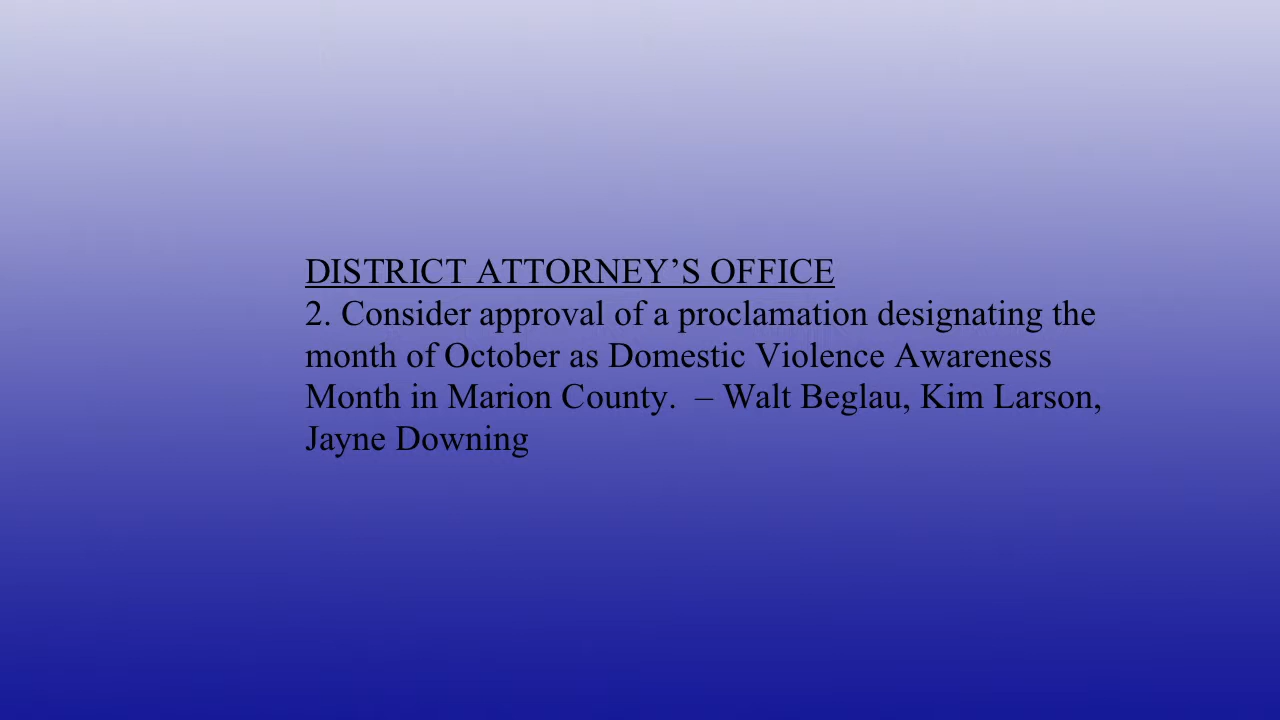 DISTRICT ATTORNEY’S OFFICE
2. Consider approval of a proclamation designating the
month of October as Domestic Violence Awareness
Month in Marion County.  – Walt Beglau, Kim Larson,
Jayne Downing